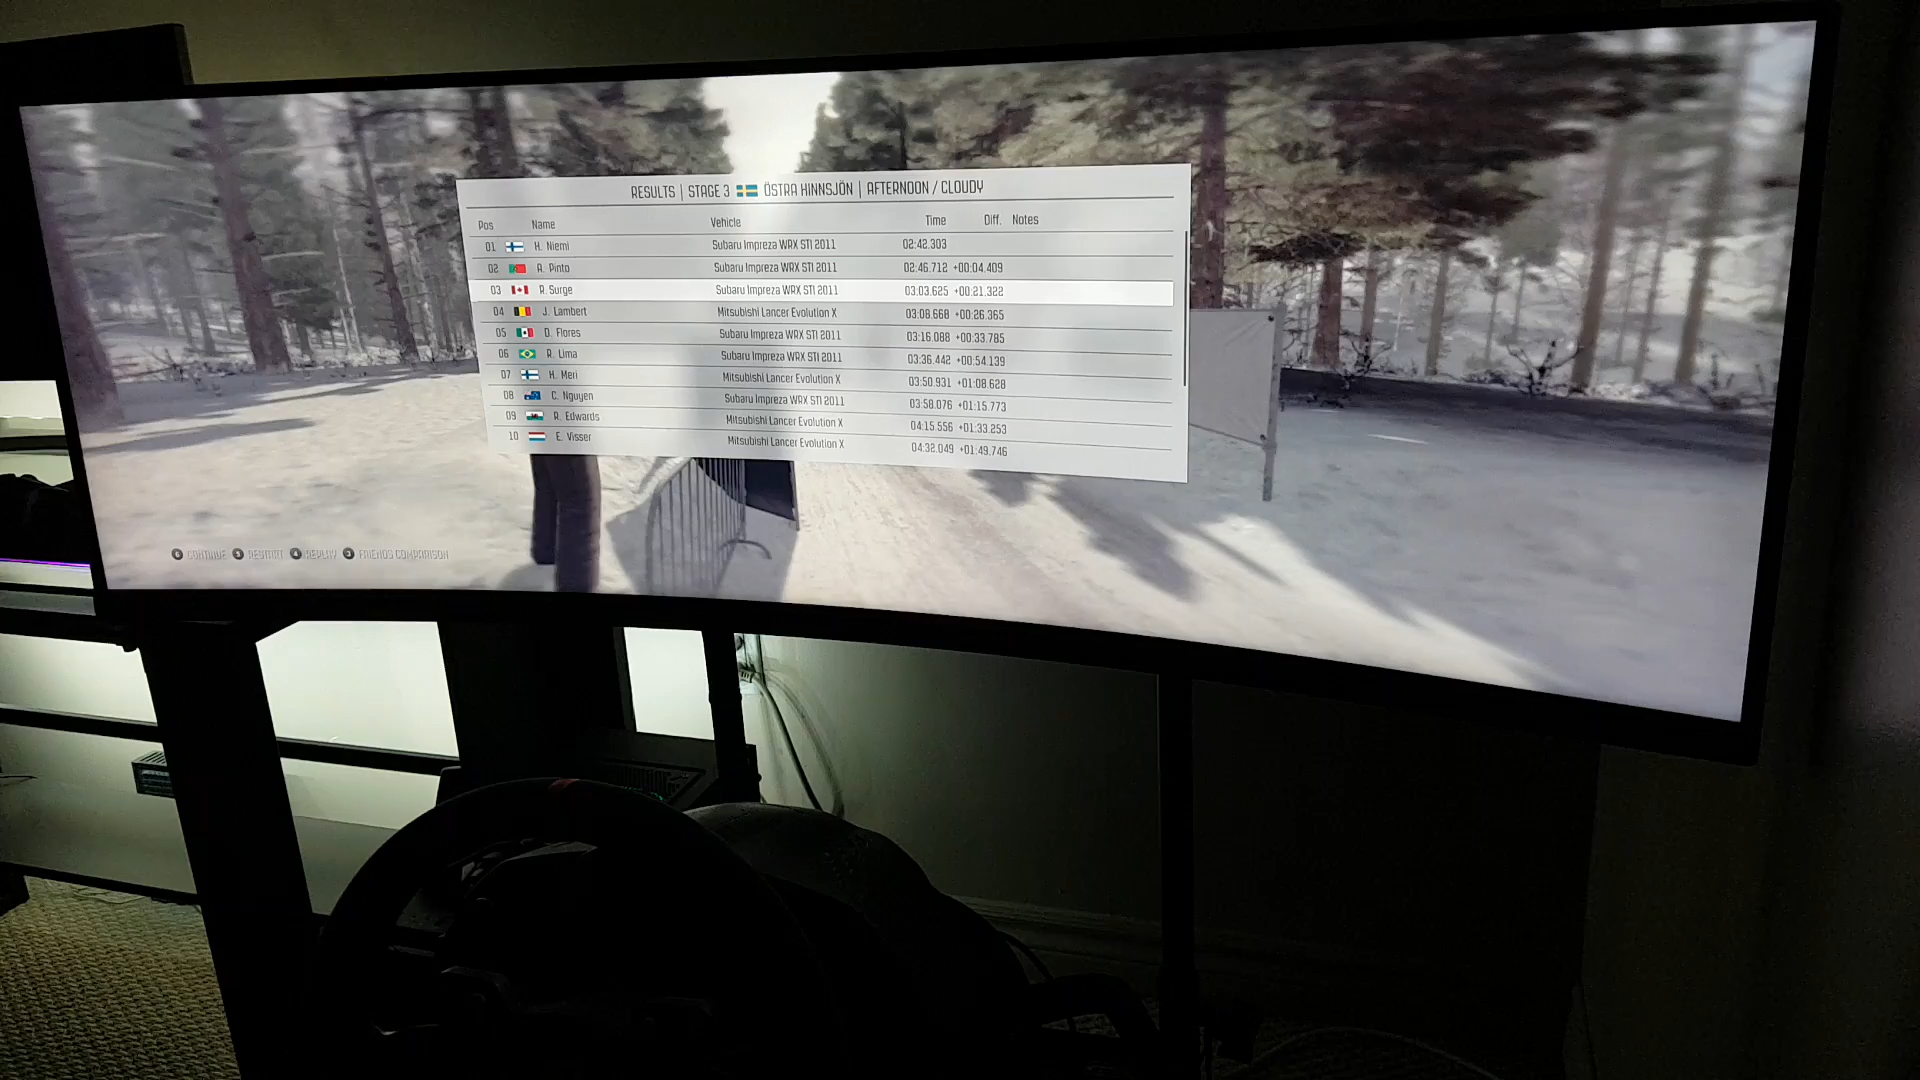 RESULTS | STAGE 3 ÖSTRA HINNSJÖN | AFTERNOON / CLOUDY
Pos Name Vehicle Time Diff. Notes
01 H. Niemi Subaru Impreza WRX STI 2011 02:42.303
02 A. Pinto Subaru Impreza WRX STI 2011 02:46.712 +00:04.409
03 R. Surge Subaru Impreza WRX STI 2011 03:03.625 +00:21.322
04 J. Lambert Mitsubishi Lancer Evolution X 03:08.668 +00:26.365
05 D. Flores Subaru Impreza WRX STI 2011 03:16.088 +00:33.785
06 R. Lima Subaru Impreza WRX STI 2011 03:36.442 +00:54.139
07 H. Meri Mitsubishi Lancer Evolution X 03:50.931 +01:08.628
08 C. Nguyen Subaru Impreza WRX STI 2011 03:58.076 +01:15.773
09 R. Edwards Mitsubishi Lancer Evolution X 04:15.556 +01:33.253
10 E. Visser Mitsubishi Lancer Evolution X 04:32.049 +01:49.746
CONTINUE RESTART REPLAY FRIENDS COMPARISON